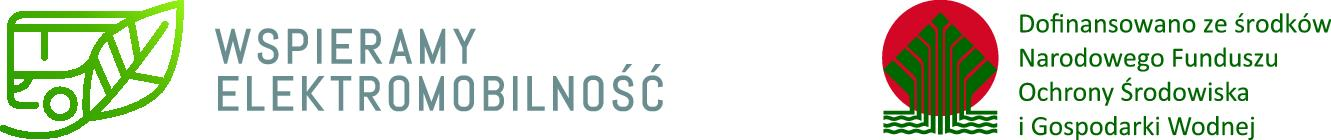 WSPIERAMY
ELEKTROMOBILNOŚĆ
Dofinansowano ze środków
Narodowego Funduszu
Ochrony Środowiska
i Gospodarki Wodnej